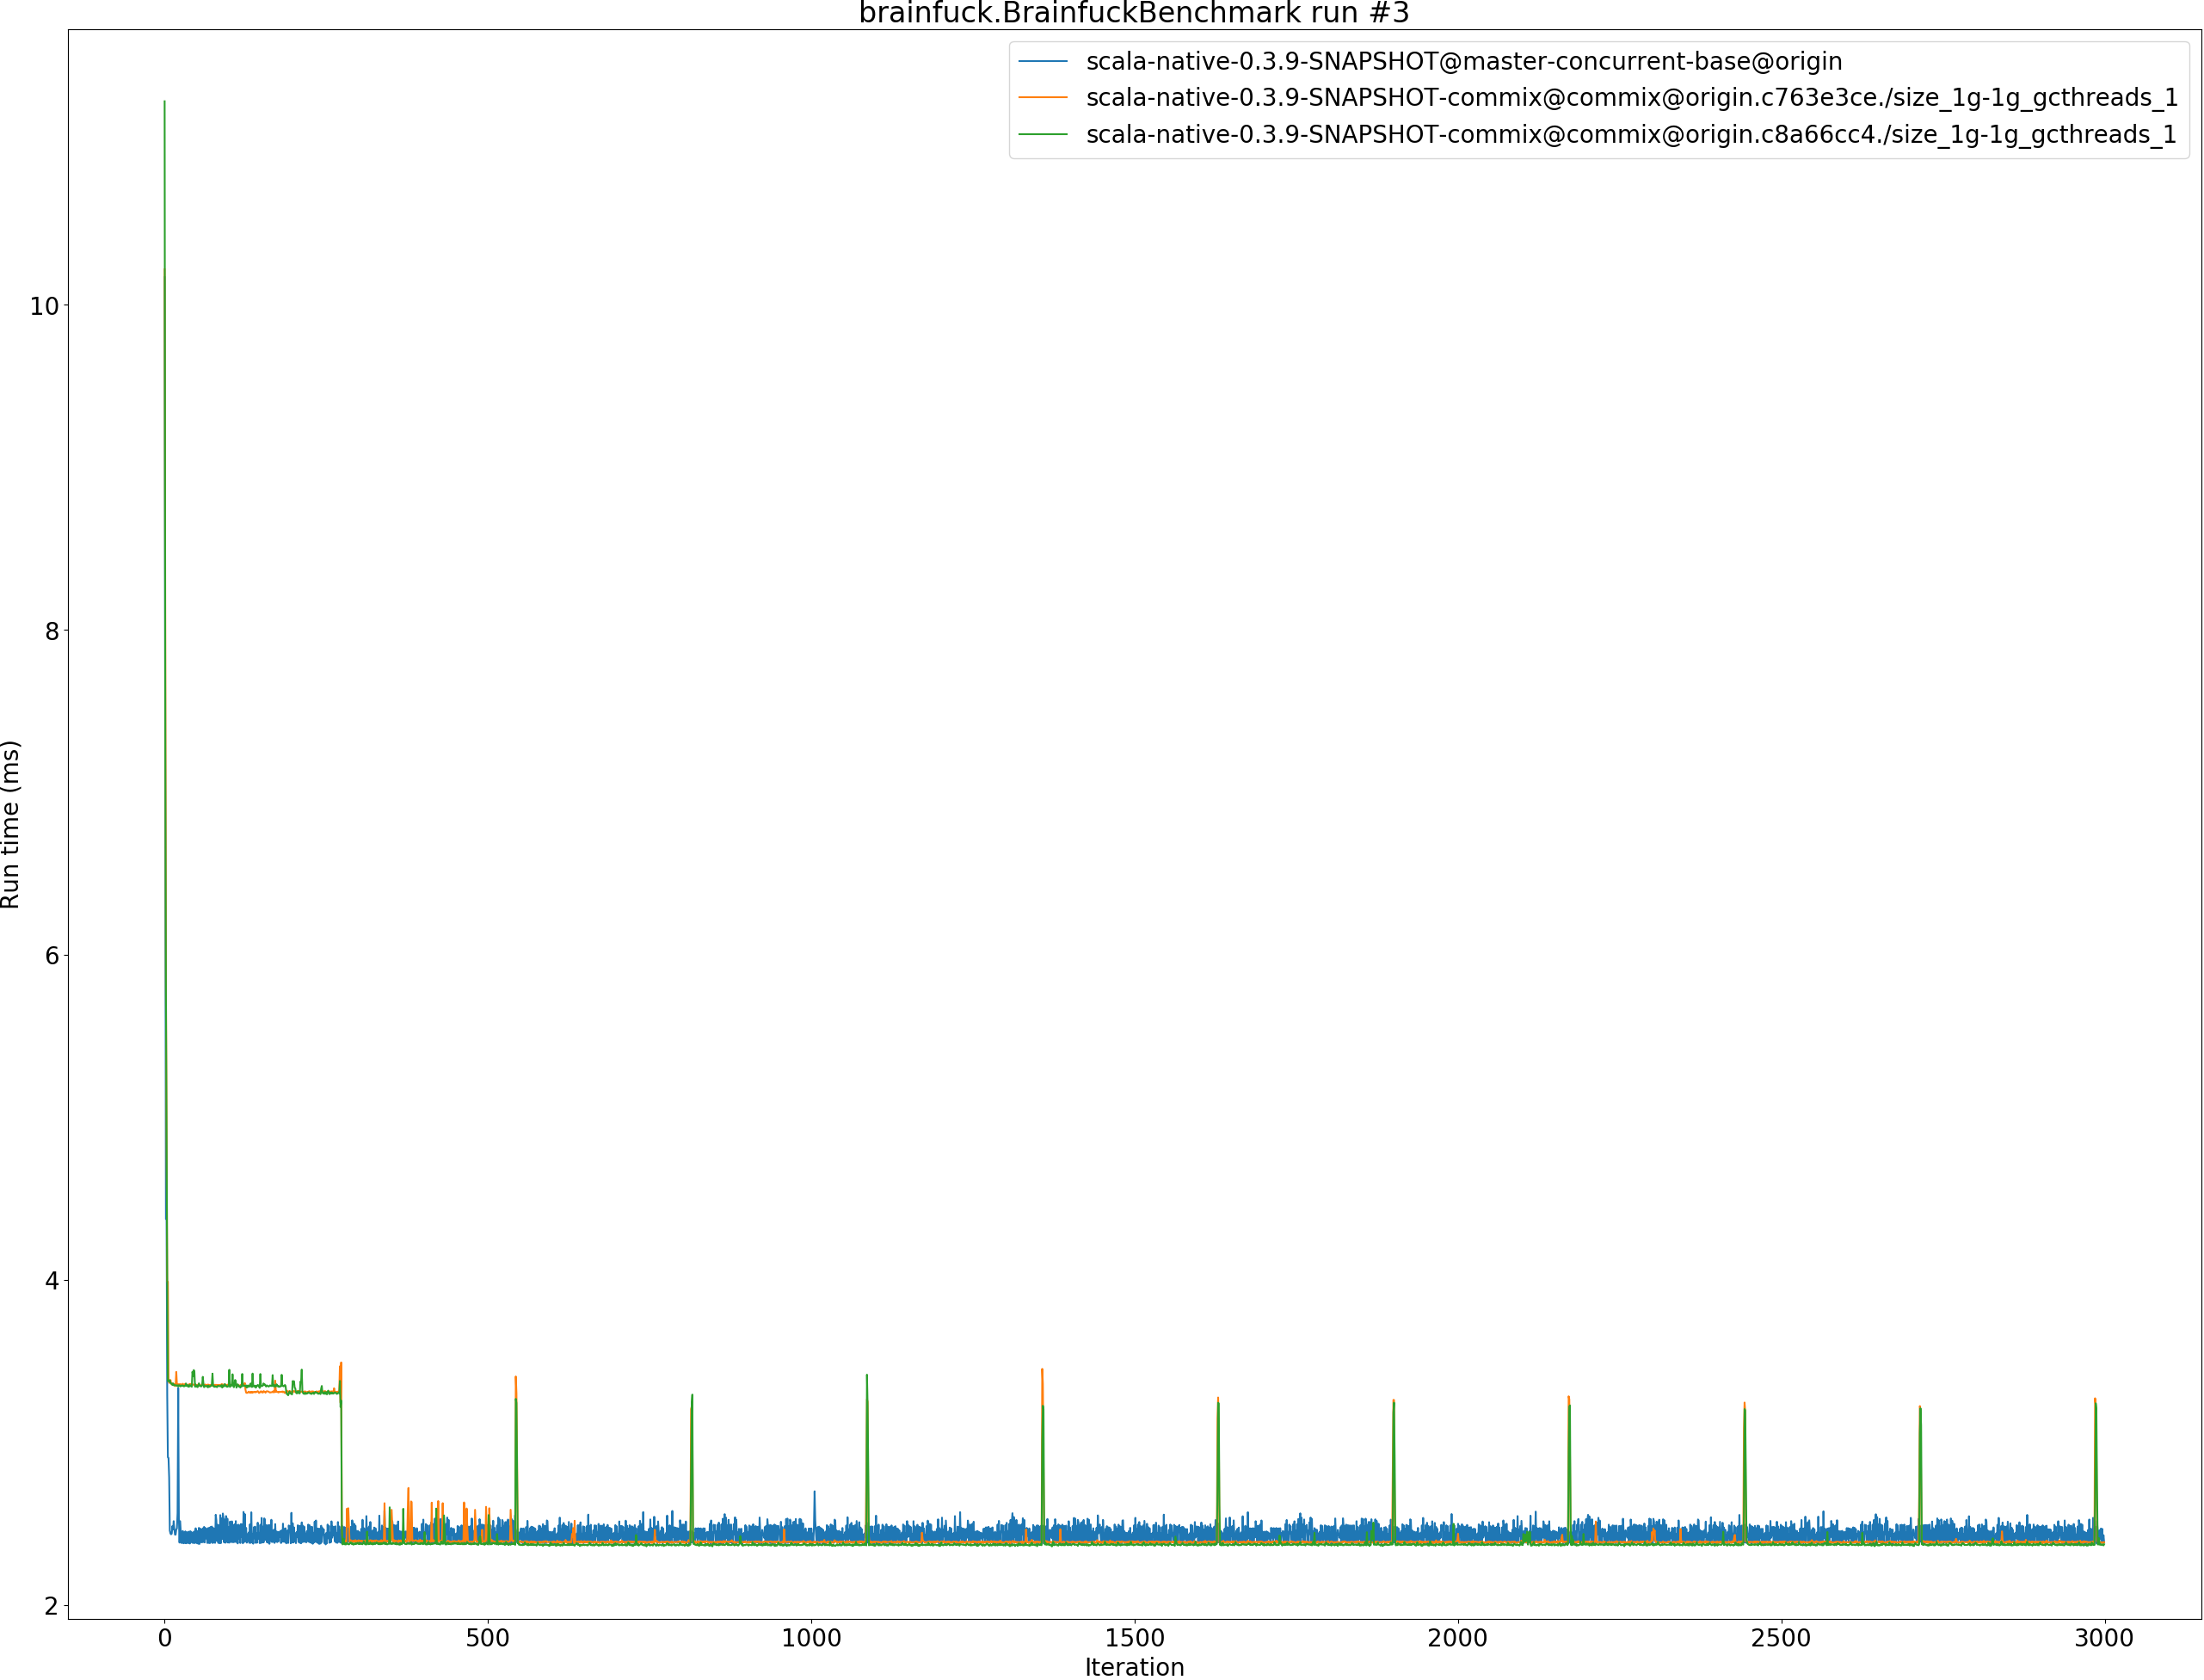 brainfuck.BrainfuckBenchmark run #3
scala-native-0.3.9-SNAPSHOT@master-concurrent-base@origin
scala-native-0.3.9-SNAPSHOT-commix@commix@origin.c763e3ce./size_1g-1g_gcthreads_1
scala-native-0.3.9-SNAPSHOT-commix@commix@origin.c8a66cc4./size_1g-1g_gcthreads_1
Run time (ms)
10
8
6
4
2
0
500
1000
1500
2000
2500
3000
Iteration